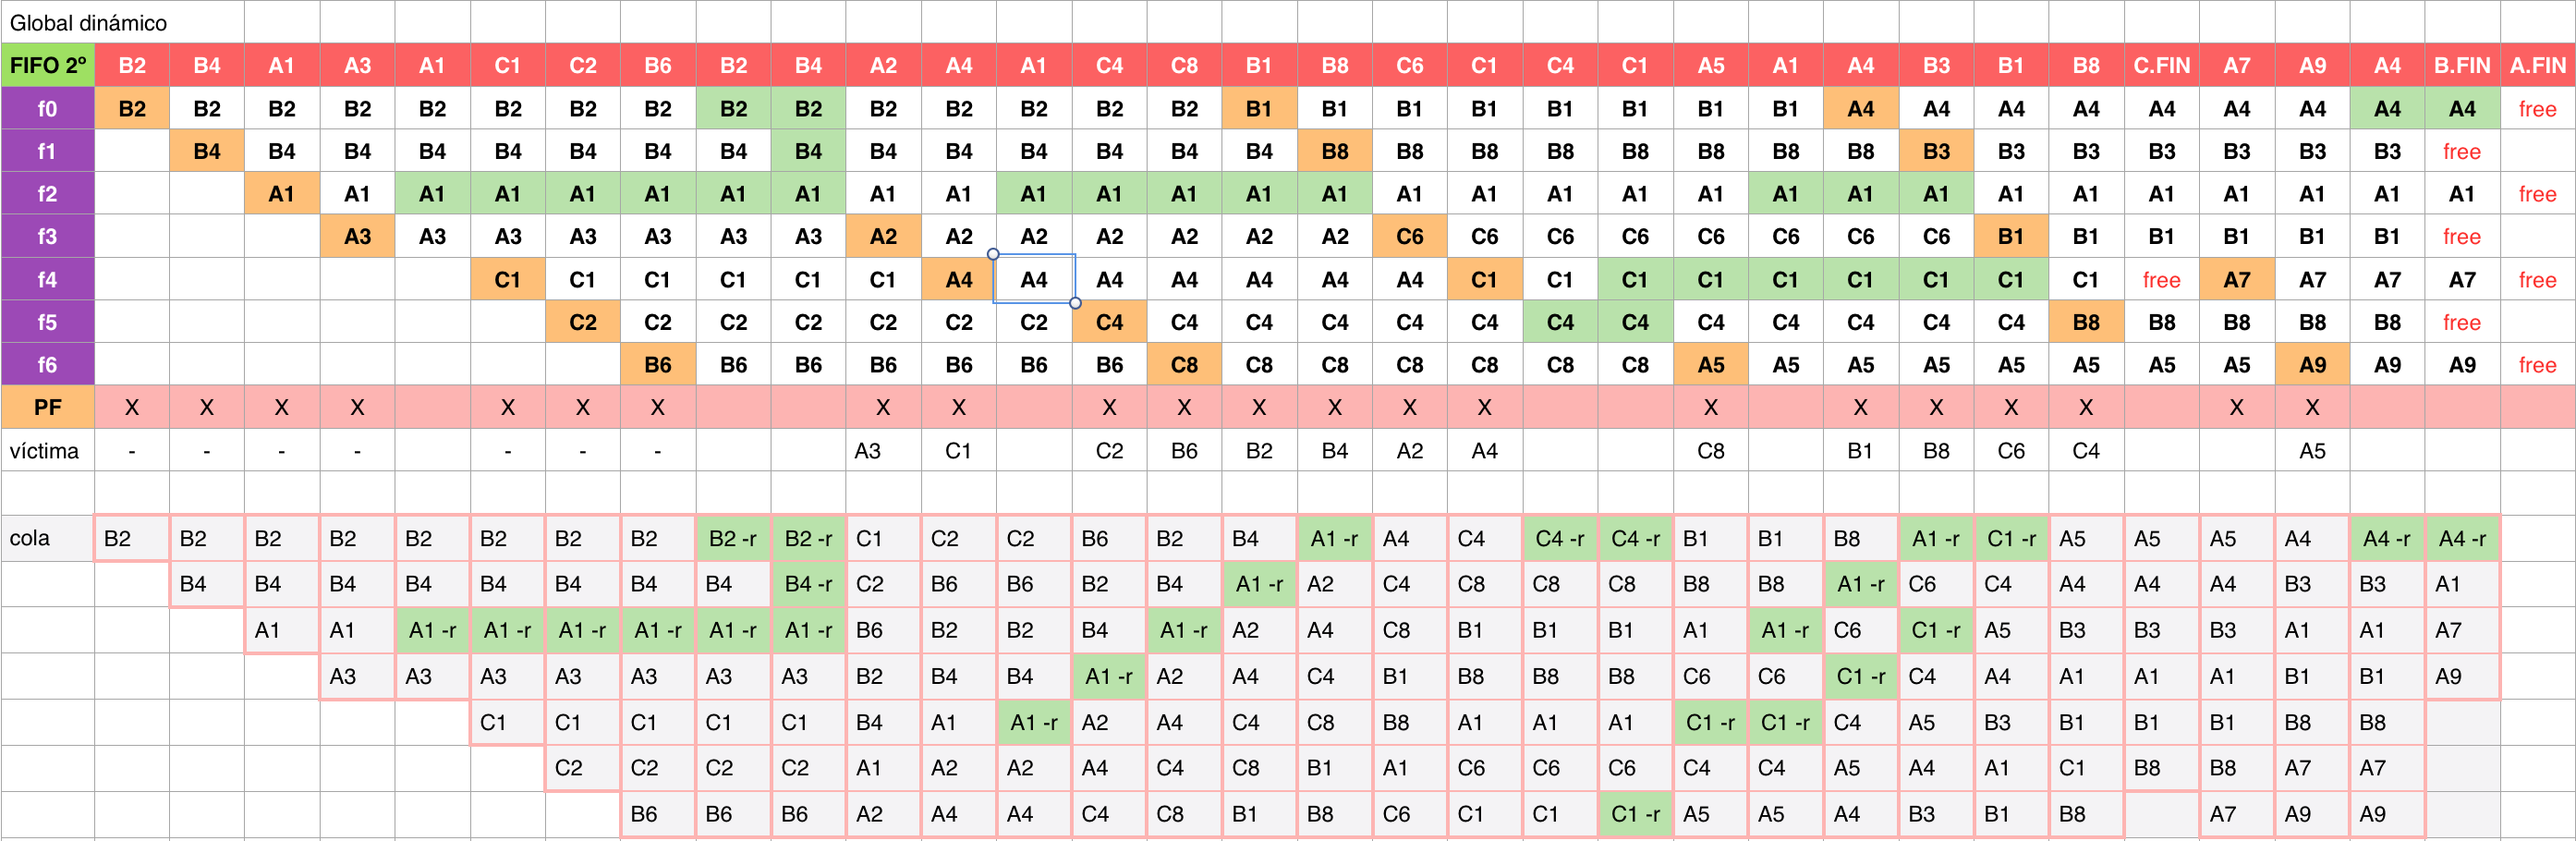 Global dinámico
FIFO 2º B2 B4 A1 A3 A1 C1 C2 B6 B2 B4 A2 A4 A1 C4 C8 B1 B8 C6 C1 C4 C1 A5 A1 A4 B3 B1 B8 C.FIN A7 A9 A4 B.FIN A.FIN
f0 B2 B2 B2 B2 B2 B2 B2 B2 B2 B2 B2 B2 B2 B2 B2 B1 B1 B1 B1 B1 B1 B1 B1 A4 A4 A4 A4 A4 A4 A4 A4 A4 free
f1 B4 B4 B4 B4 B4 B4 B4 B4 B4 B4 B4 B4 B4 B4 B4 B8 B8 B8 B8 B8 B8 B8 B8 B3 B3 B3 B3 B3 B3 B3 free
f2 A1 A1 A1 A1 A1 A1 A1 A1 A1 A1 A1 A1 A1 A1 A1 A1 A1 A1 A1 A1 A1 A1 A1 A1 A1 A1 A1 A1 A1 A1 free
f3 A3 A3 A3 A3 A3 A3 A3 A2 A2 A2 A2 A2 A2 A2 C6 C6 C6 C6 C6 C6 C6 C6 B1 B1 B1 B1 B1 B1 free
f4 C1 C1 C1 C1 C1 C1 A4 A4 A4 A4 A4 A4 A4 C1 C1 C1 C1 C1 C1 C1 C1 C1 free A7 A7 A7 A7 free
f5 C2 C2 C2 C2 C2 C2 C2 C4 C4 C4 C4 C4 C4 C4 C4 C4 C4 C4 C4 C4 B8 B8 B8 B8 B8 free
f6 B6 B6 B6 B6 B6 B6 B6 C8 C8 C8 C8 C8 C8 C8 A5 A5 A5 A5 A5 A5 A5 A5 A9 A9 A9 free
PF X X X X X X X X X X X X X X X X X X X X X X
víctima - - - - - - - A3 C1 C2 B6 B2 B4 A2 A4 C8 B1 B8 C6 C4 A5
cola B2 B2 B2 B2 B2 B2 B2 B2 B2 -r B2 -r C1 C2 C2 B6 B2 B4 A1 -r A4 C4 C4 -r C4 -r B1 B1 B8 A1 -r C1 -r A5 A5 A5 A4 A4 -r A4 -r
B4 B4 B4 B4 B4 B4 B4 B4 B4 -r C2 B6 B6 B2 B4 A1 -r A2 C4 C8 C8 C8 B8 B8 A1 -r C6 C4 A4 A4 A4 B3 B3 A1
A1 A1 A1 -r A1 -r A1 -r A1 -r A1 -r A1 -r B6 B2 B2 B4 A1 -r A2 A4 C8 B1 B1 B1 A1 A1 -r C6 C1 -r A5 B3 B3 B3 A1 A1 A7
A3 A3 A3 A3 A3 A3 A3 B2 B4 B4 A1 -r A2 A4 C4 B1 B8 B8 B8 C6 C6 C1 -r C4 A4 A1 A1 A1 B1 B1 A9
C1 C1 C1 C1 C1 B4 A1 A1 -r A2 A4 C4 C8 B8 A1 A1 A1 C1 -r C1 -r C4 A5 B3 B1 B1 B1 B8 B8
C2 C2 C2 C2 A1 A2 A2 A4 C4 C8 B1 A1 C6 C6 C6 C4 C4 A5 A4 A1 C1 B8 B8 A7 A7
B6 B6 B6 A2 A4 A4 C4 C8 B1 B8 C6 C1 C1 C1 -r A5 A5 A4 B3 B1 B8 A7 A9 A9